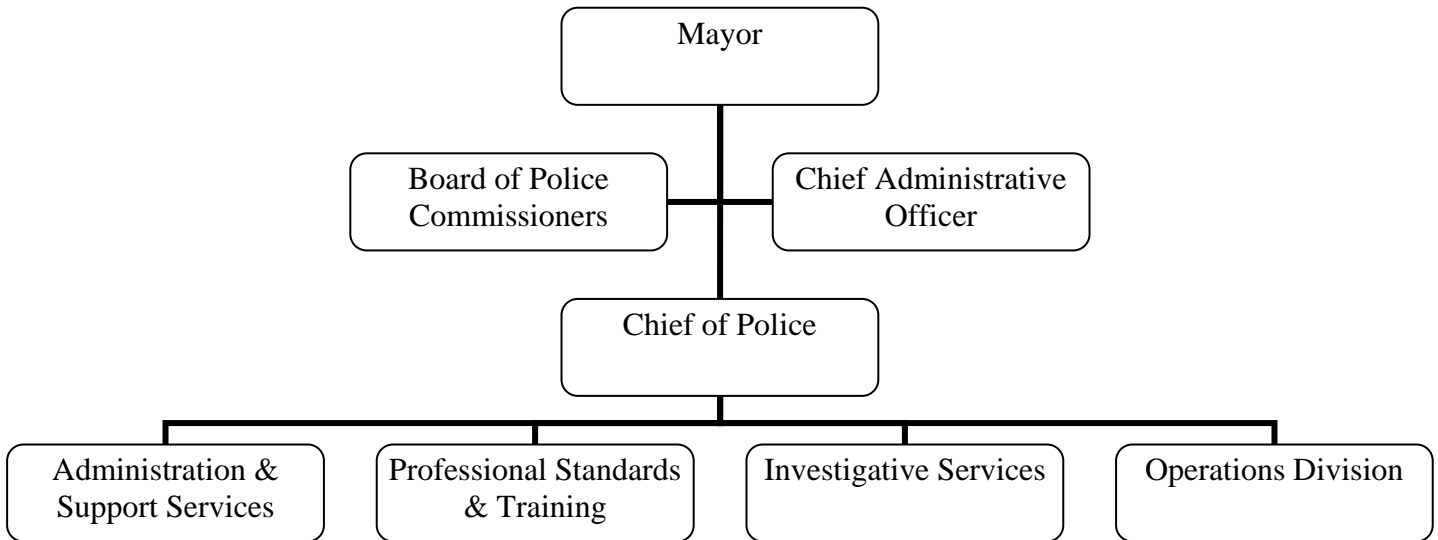 Mayor
Board of Police
Commissioners
Chief Administrative
Officer
Chief of Police
Administration &
Support Services
Professional Standards
& Training
Investigative Services
Operations Division